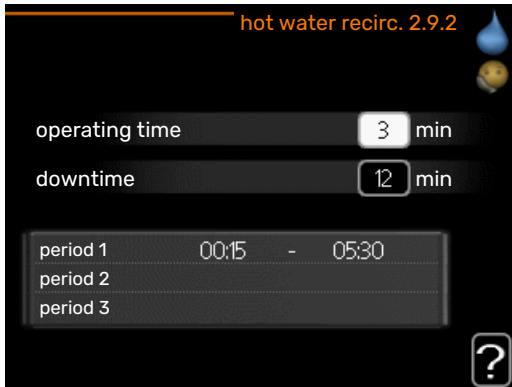 hot water recirc. 2.9.2
operating time 3 min
downtime 12 min
period 1 00:15 - 05:30
period 2
period 3
?